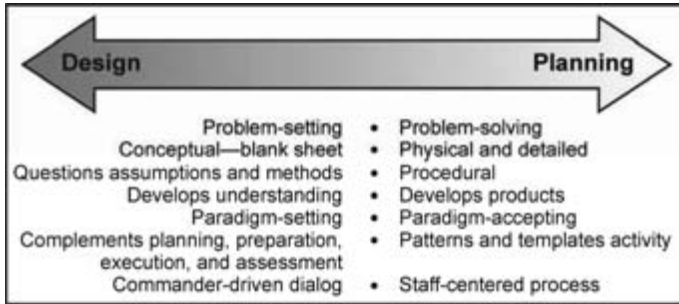 Design Planning
Problem-setting • Problem-solving
Conceptual—blank sheet • Physical and detailed
Questions assumptions and methods • Procedural
Develops understanding • Develops products
Paradigm-setting • Paradigm-accepting
Complements planning, preparation, • Patterns and templates activity
execution, and assessment
Commander-driven dialog • Staff-centered process